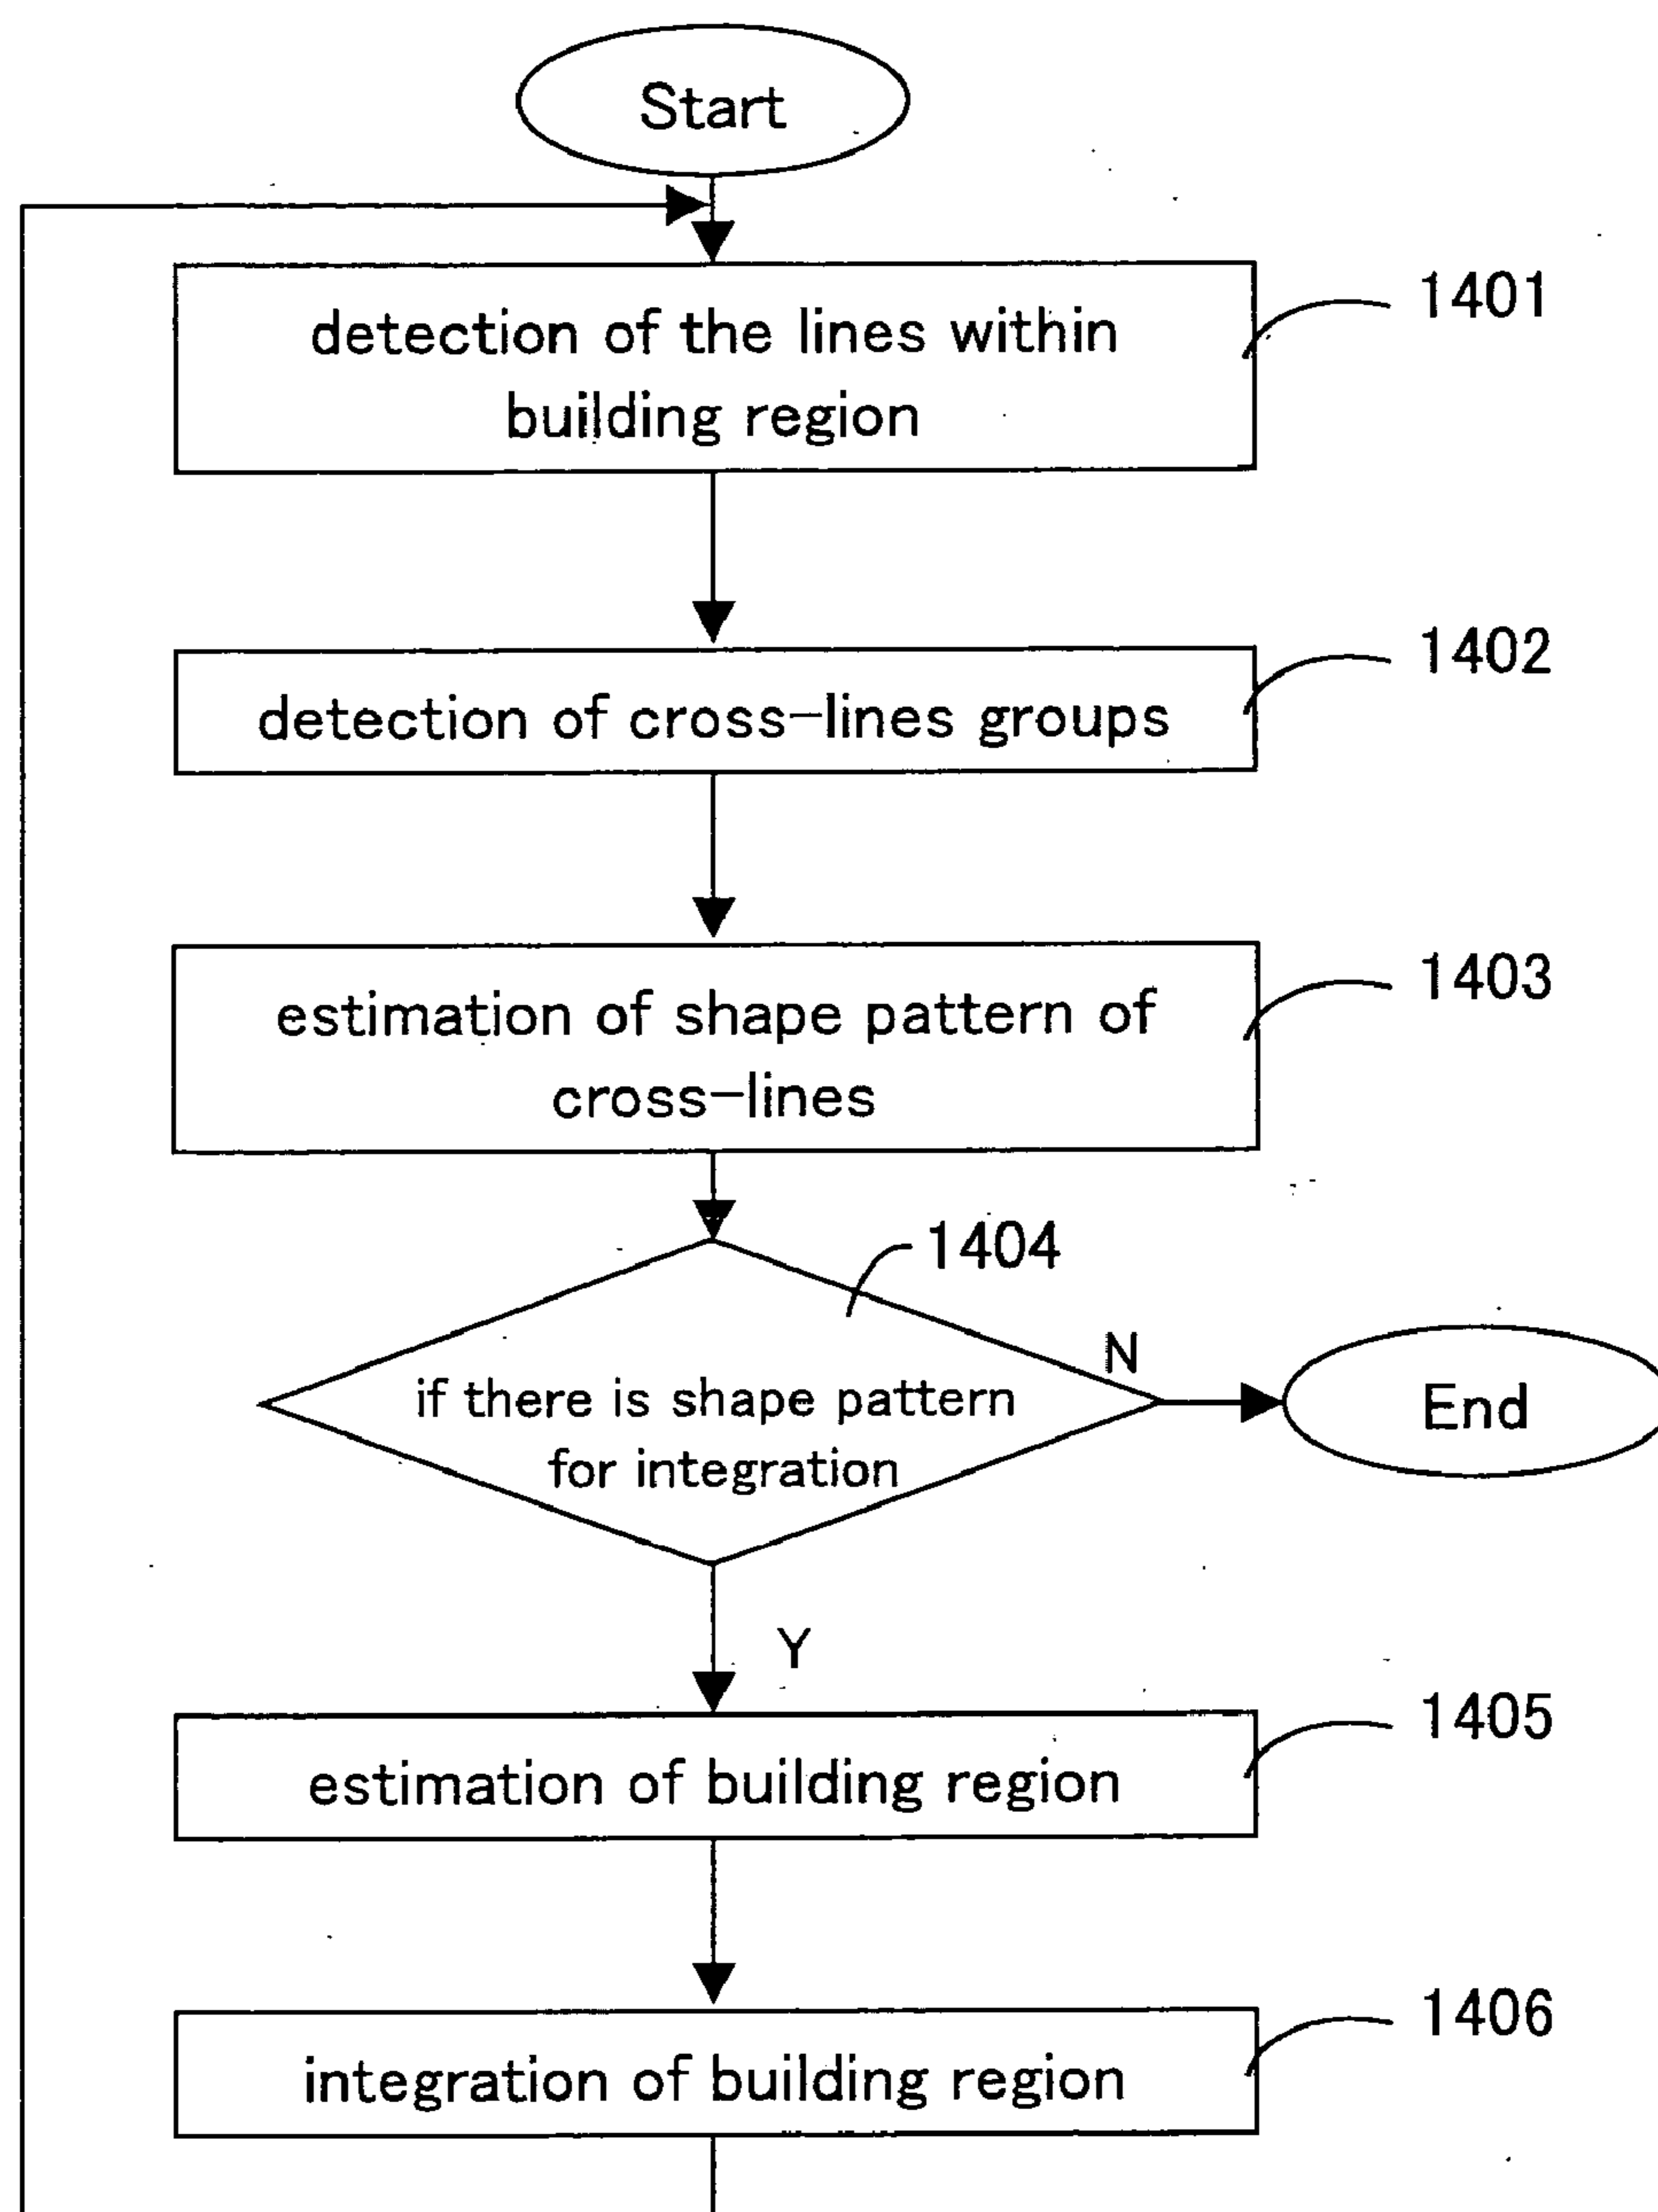 Start
1401
detection of the lines within
building region
1402
detection of cross-lines groups
1403
estimation of shape pattern of
cross-lines
1404
N
if there is shape pattern
for integration
End
Y
1405
estimation of building region
1406
integration of building region